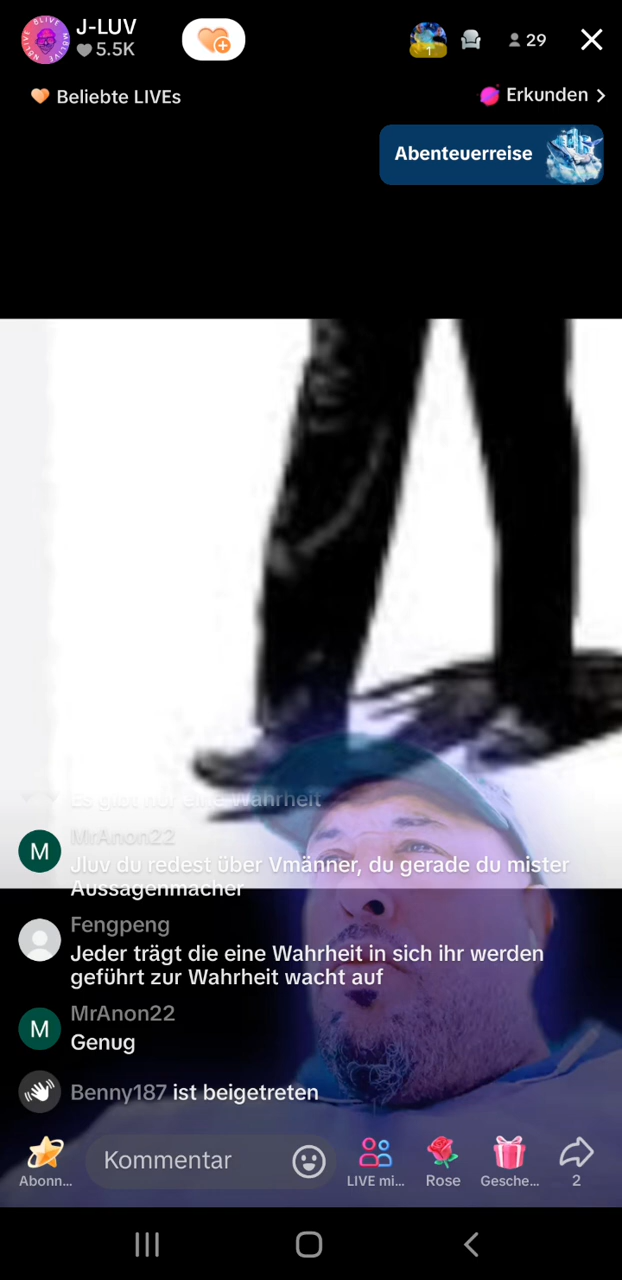 J-LUV
5.5K
1
29
Beliebte LIVEs
Erkunden
Abenteuerreise
Es gibt nur eine Wahrheit
MrAnon22
M
Jluv du redest über Vmänner, du gerade du mister
Aussagenmacher
Fengpeng
Jeder trägt die eine Wahrheit in sich ihr werden
geführt zur Wahrheit wacht auf
MrAnon22
M
Genug
Benny187 ist beigetreten
Kommentar
Abonn...
LIVE mi...
Rose
Gesche...
2